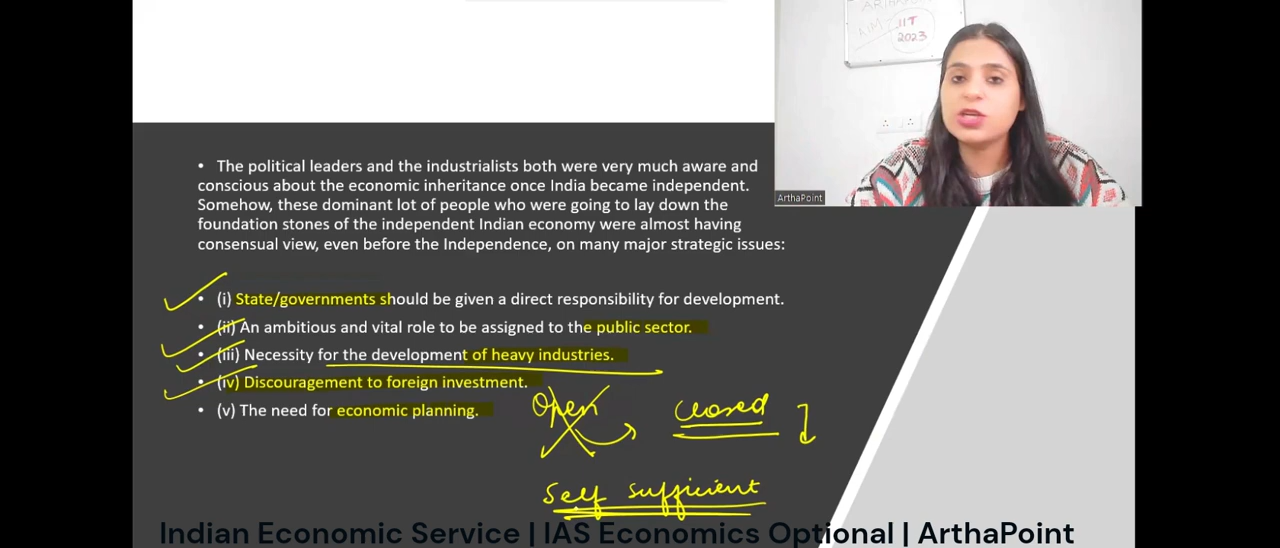 ARTHAPOINT
IIT
2023
ArthaPoint
• The political leaders and the industrialists both were very much aware and
conscious about the economic inheritance once India became independent.
Somehow, these dominant lot of people who were going to lay down the
foundation stones of the independent Indian economy were almost having
consensual view, even before the Independence, on many major strategic issues:
• (i) State/governments should be given a direct responsibility for development.
• (ii) An ambitious and vital role to be assigned to the public sector.
• (iii) Necessity for the development of heavy industries.
• (iv) Discouragement to foreign investment.
• (v) The need for economic planning.
Open
Closed
Self sufficient
Indian Economic Service | IAS Economics Optional | ArthaPoint